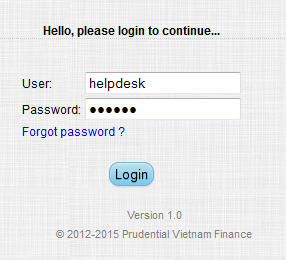 Hello, please login to continue...
User: helpdesk
Password: ●●●●●●
Forgot password ?
Login
Version 1.0
© 2012-2015 Prudential Vietnam Finance